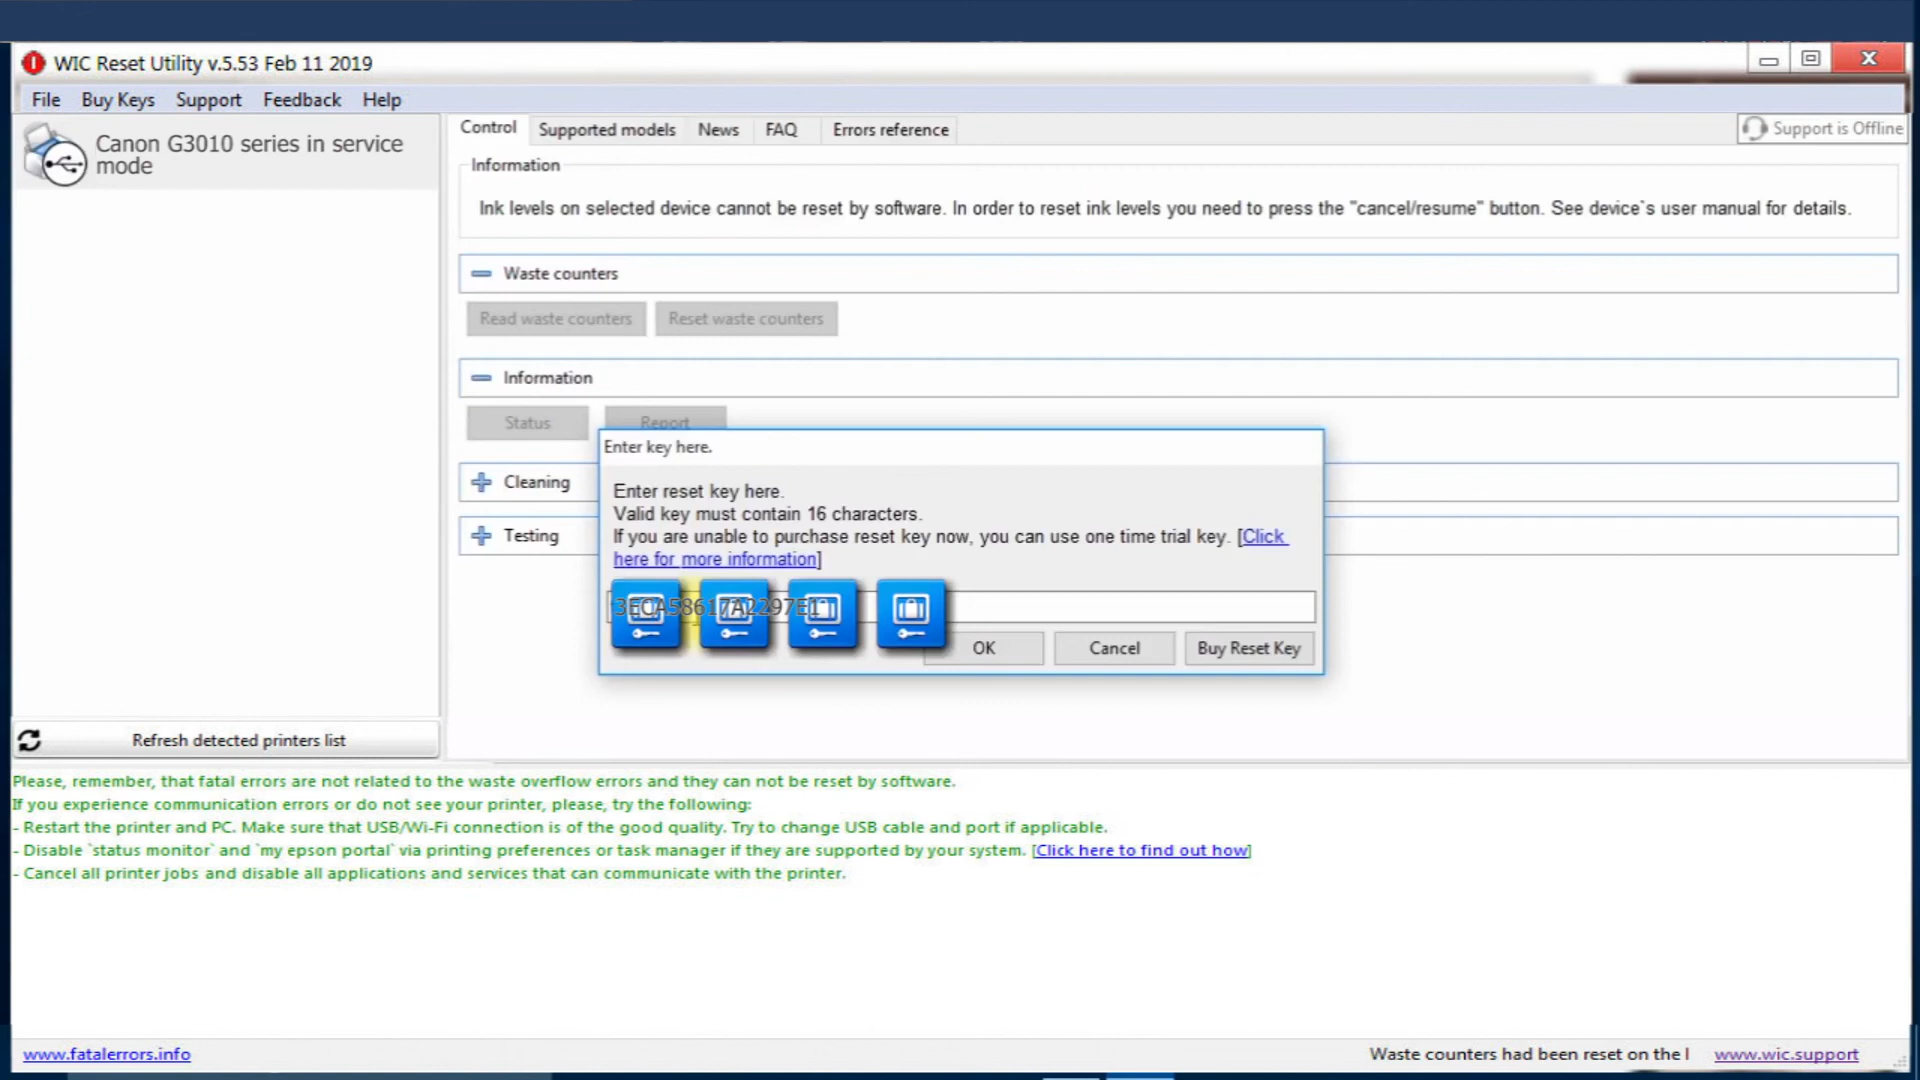 WIC Reset Utility v.5.53 Feb 11 2019
File Buy Keys Support Feedback Help
Canon G3010 series in service
mode
Control Supported models News FAQ Errors reference
Support is Offline
Information
Ink levels on selected device cannot be reset by software. In order to reset ink levels you need to press the "cancel/resume" button. See device`s user manual for details.
Waste counters
Read waste counters Reset waste counters
Information
Status Report
Cleaning
Testing
Enter key here.
Enter reset key here.
Valid key must contain 16 characters.
If you are unable to purchase reset key now, you can use one time trial key. [Click
here for more information]
3ECA58617A2297E1
OK Cancel Buy Reset Key
Refresh detected printers list
Please, remember, that fatal errors are not related to the waste overflow errors and they can not be reset by software.
If you experience communication errors or do not see your printer, please, try the following:
- Restart the printer and PC. Make sure that USB/Wi-Fi connection is of the good quality. Try to change USB cable and port if applicable.
- Disable `status monitor` and `my epson portal` via printing preferences or task manager if they are supported by your system. [Click here to find out how]
- Cancel all printer jobs and disable all applications and services that can communicate with the printer.
www.fatalerrors.info
Waste counters had been reset on the l www.wic.support